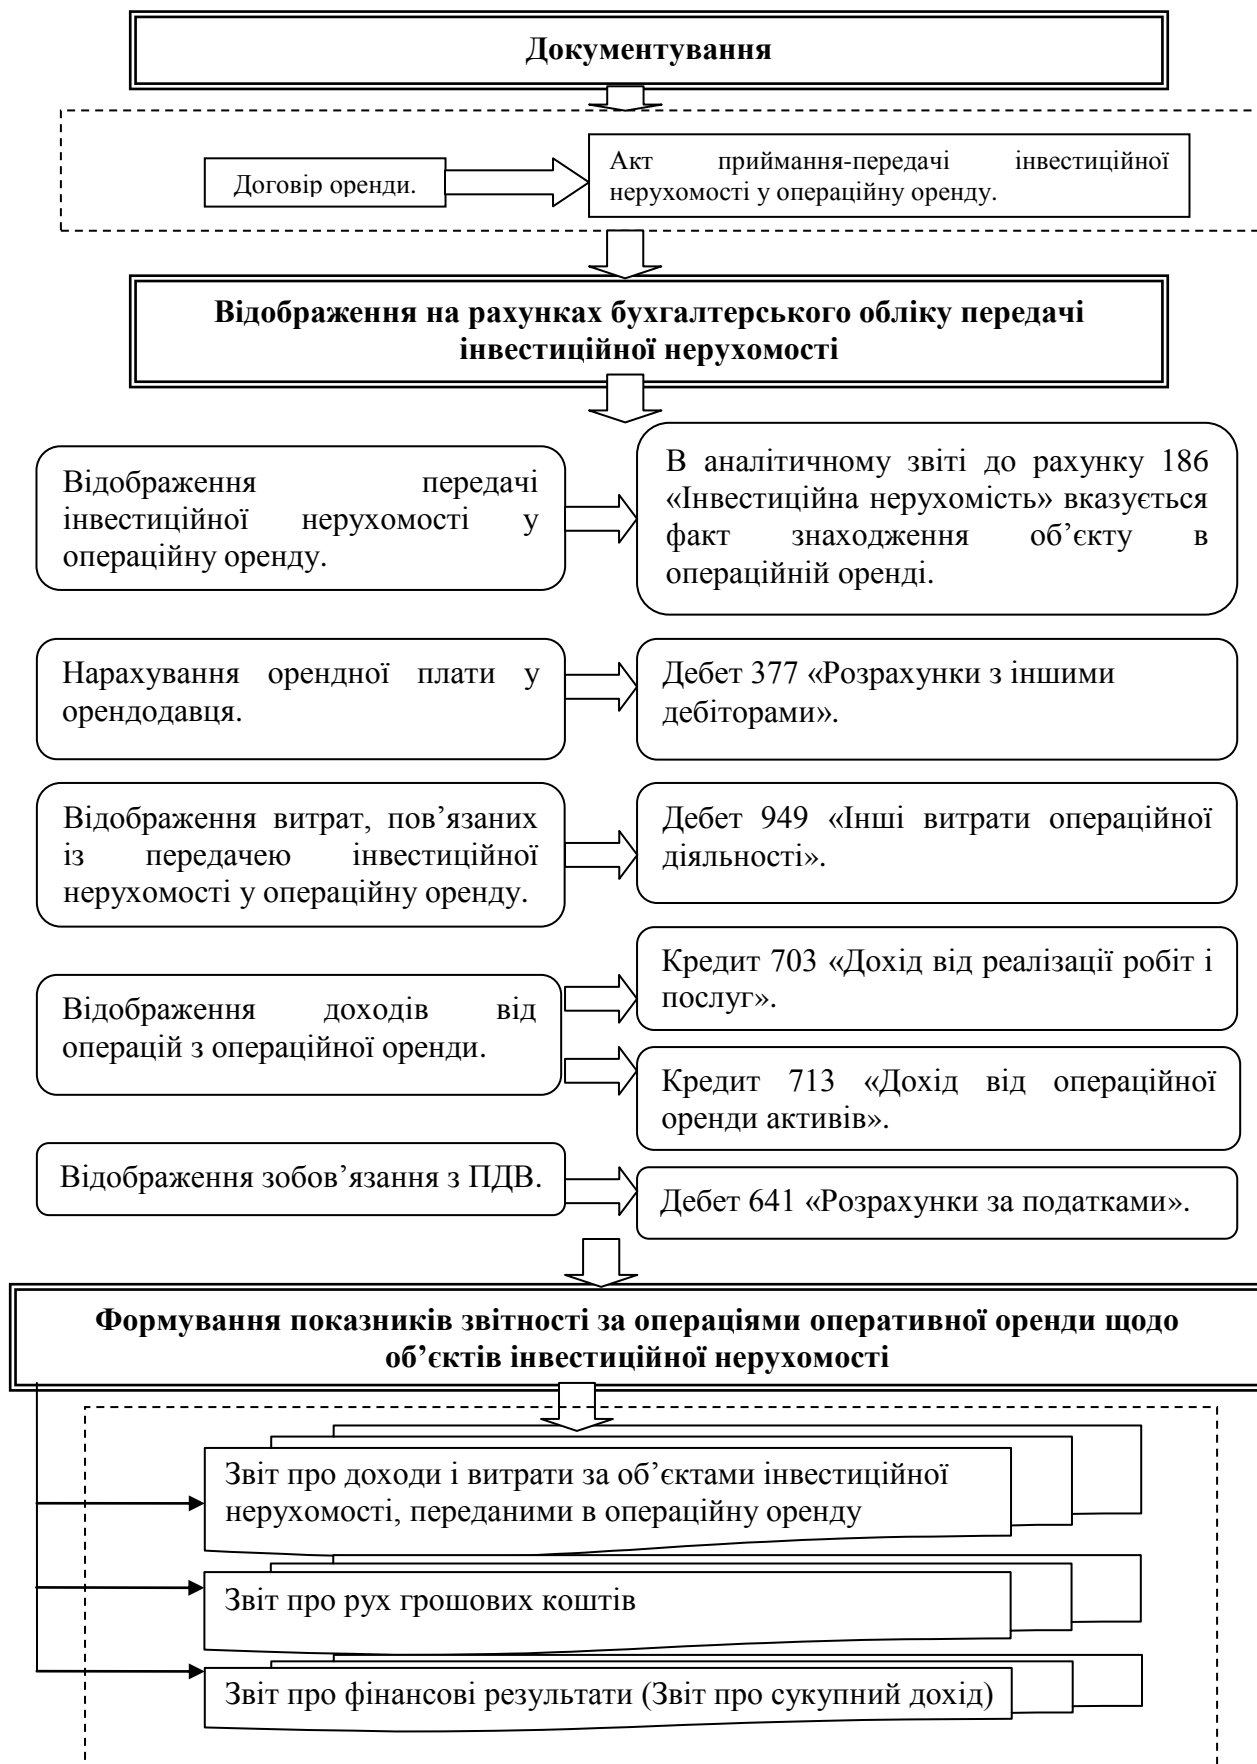 Документування
Договір оренди.
Акт приймання-передачі інвестиційної
нерухомості у операційну оренду.
Відображення на рахунках бухгалтерського обліку передачі
інвестиційної нерухомості
Відображення передачі
інвестиційної нерухомості у
операційну оренду.
В аналітичному звіті до рахунку 186
«Інвестиційна нерухомість» вказується
факт знаходження об’єкту в
операційній оренді.
Нарахування орендної плати у
орендодавця.
Дебет 377 «Розрахунки з іншими
дебіторами».
Відображення витрат, пов’язаних
із передачею інвестиційної
нерухомості у операційну оренду.
Дебет 949 «Інші витрати операційної
діяльності».
Відображення доходів від
операцій з операційної оренди.
Кредит 703 «Дохід від реалізації робіт і
послуг».
Кредит 713 «Дохід від операційної
оренди активів».
Відображення зобов’язання з ПДВ.
Дебет 641 «Розрахунки за податками».
Формування показників звітності за операціями оперативної оренди щодо
об’єктів інвестиційної нерухомості
Звіт про доходи і витрати за об’єктами інвестиційної
нерухомості, переданими в операційну оренду
Звіт про рух грошових коштів
Звіт про фінансові результати (Звіт про сукупний дохід)